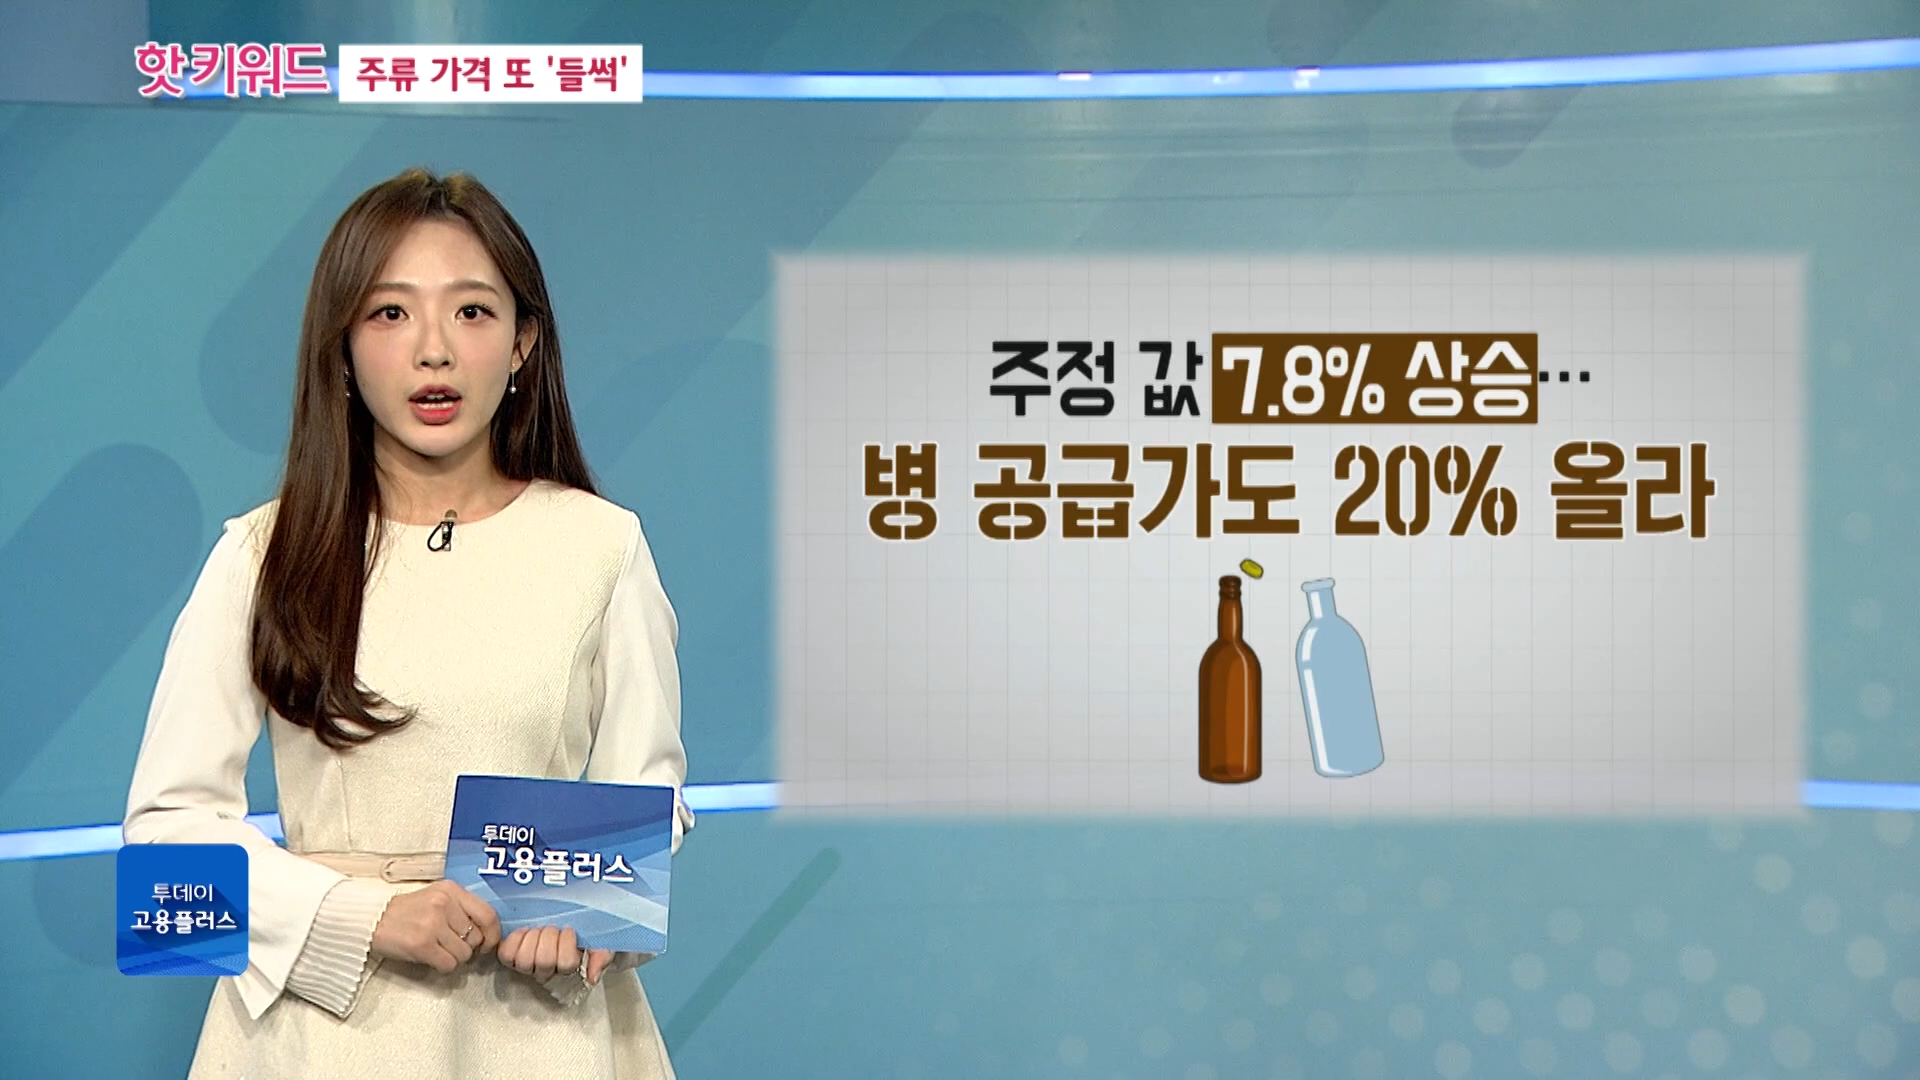 핫키워드 주류 가격 또 '들썩'
주정 값 7.8% 상승…
병 공급가도 20% 올라
투데이
고용플러스
투데이
고용플러스